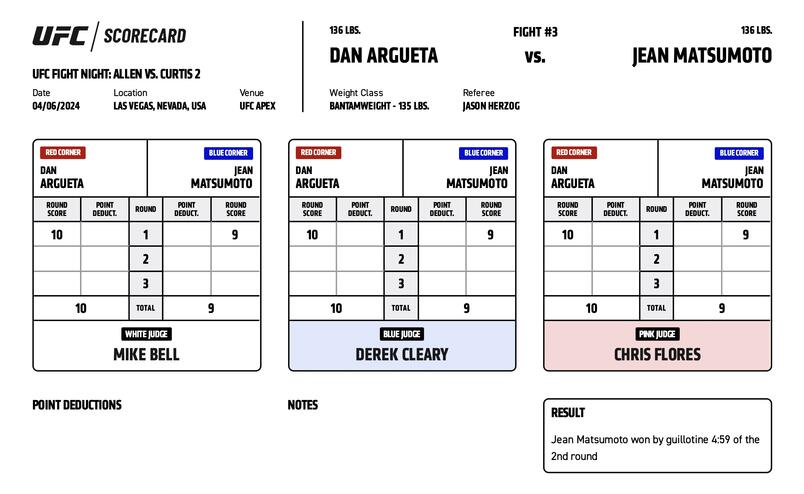 UFC SCORECARD
UFC FIGHT NIGHT: ALLEN VS. CURTIS 2
Date Location Venue
04/06/2024 LAS VEGAS, NEVADA, USA UFC APEX
136 LBS. FIGHT #3 136 LBS.
DAN ARGUETA vs. JEAN MATSUMOTO
Weight Class Referee
BANTAMWEIGHT - 135 LBS. JASON HERZOG
RED CORNER BLUE CORNER
DAN JEAN
ARGUETA MATSUMOTO
ROUND SCORE POINT DEDUCT. ROUND POINT DEDUCT. ROUND SCORE
10 1 9
2
3
10 TOTAL 9
WHITE JUDGE
MIKE BELL
RED CORNER BLUE CORNER
DAN JEAN
ARGUETA MATSUMOTO
ROUND SCORE POINT DEDUCT. ROUND POINT DEDUCT. ROUND SCORE
10 1 9
2
3
10 TOTAL 9
BLUE JUDGE
DEREK CLEARY
RED CORNER BLUE CORNER
DAN JEAN
ARGUETA MATSUMOTO
ROUND SCORE POINT DEDUCT. ROUND POINT DEDUCT. ROUND SCORE
10 1 9
2
3
10 TOTAL 9
PINK JUDGE
CHRIS FLORES
POINT DEDUCTIONS
NOTES
RESULT
Jean Matsumoto won by guillotine 4:59 of the
2nd round